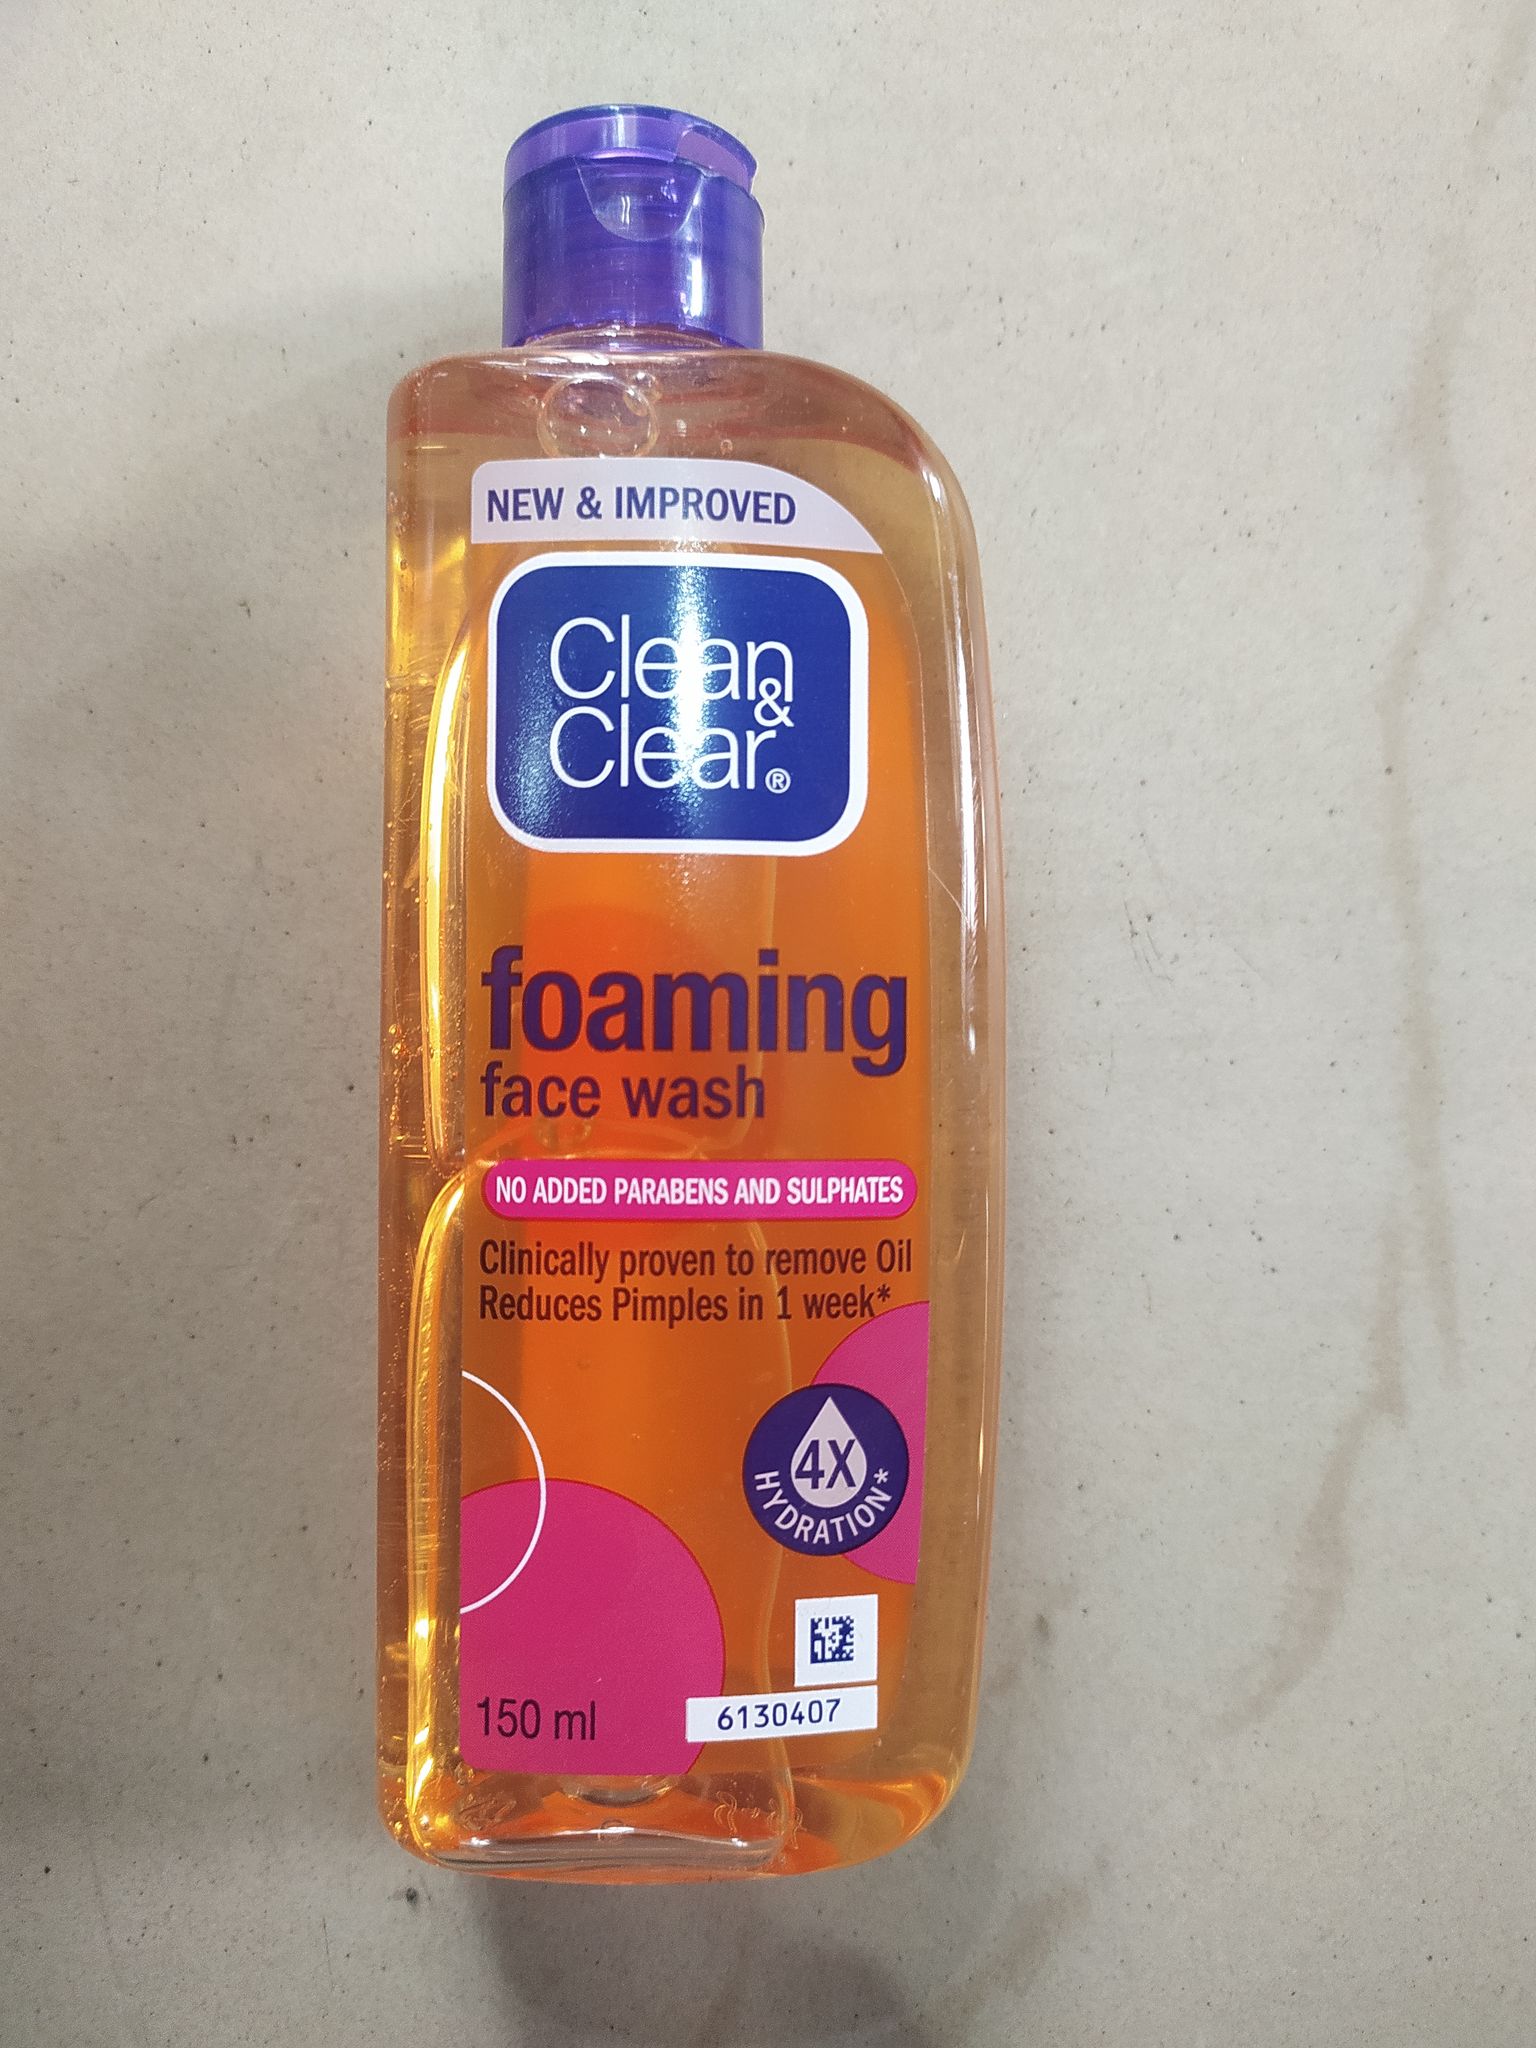 NEW & IMPROVED
Clean
&
Clear®
foaming
face wash
NO ADDED PARABENS AND SULPHATES
Clinically proven to remove Oil
Reduces Pimples in 1 week*
4X
HYDRATION*
150 ml
6130407